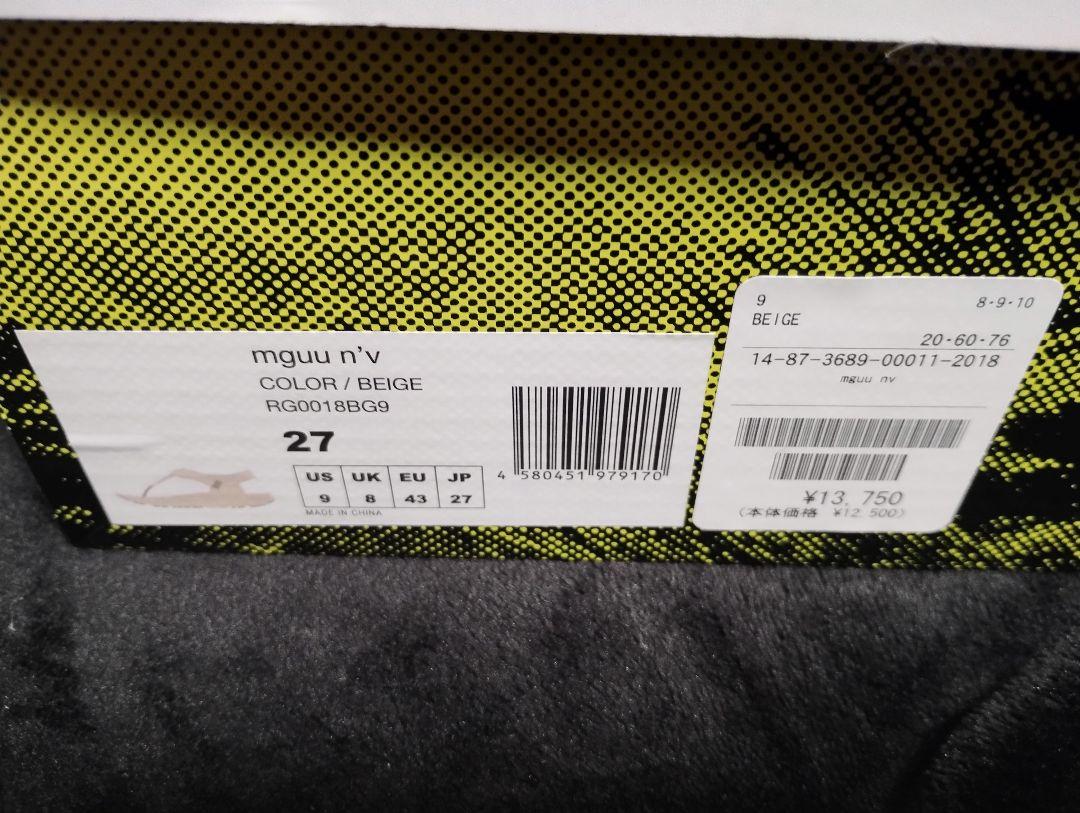 mguu n'v
COLOR / BEIGE
RG0018BG9
27
US UK EU JP
9 8 43 27
MADE IN CHINA
4 580451 979170
9 8-9-10
BEIGE
20-60-76
14-87-3689-00011-2018
mguu nv
¥13,750
(本体価格 ¥12,500)